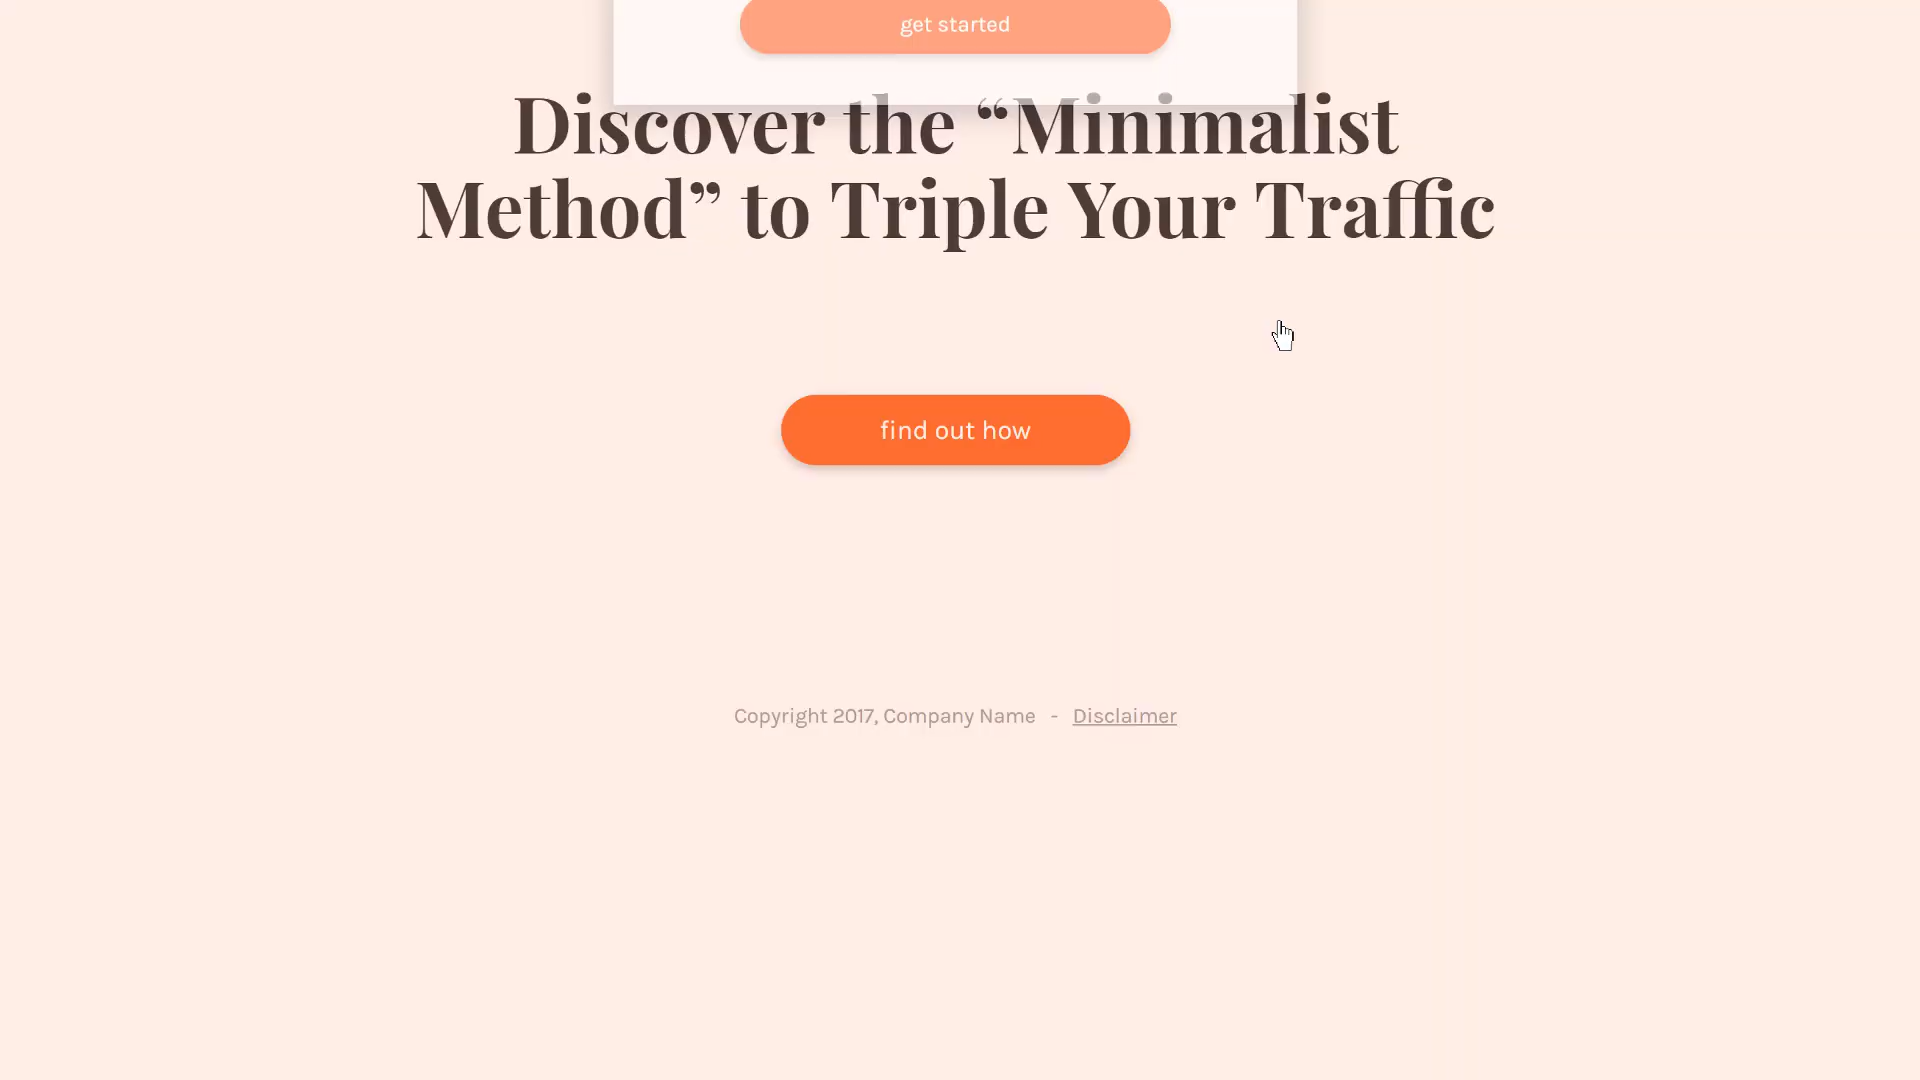 get started
Discover the “Minimalist
Method” to Triple Your Traffic
find out how
Copyright 2017, Company Name - Disclaimer